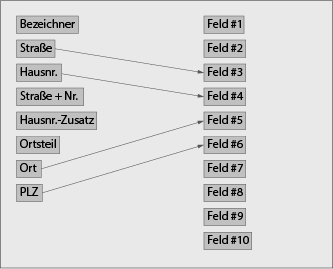 Bezeichner
Straße
Hausnr.
Straße + Nr.
Hausnr.-Zusatz
Ortsteil
Ort
PLZ
Feld #1
Feld #2
Feld #3
Feld #4
Feld #5
Feld #6
Feld #7
Feld #8
Feld #9
Feld #10